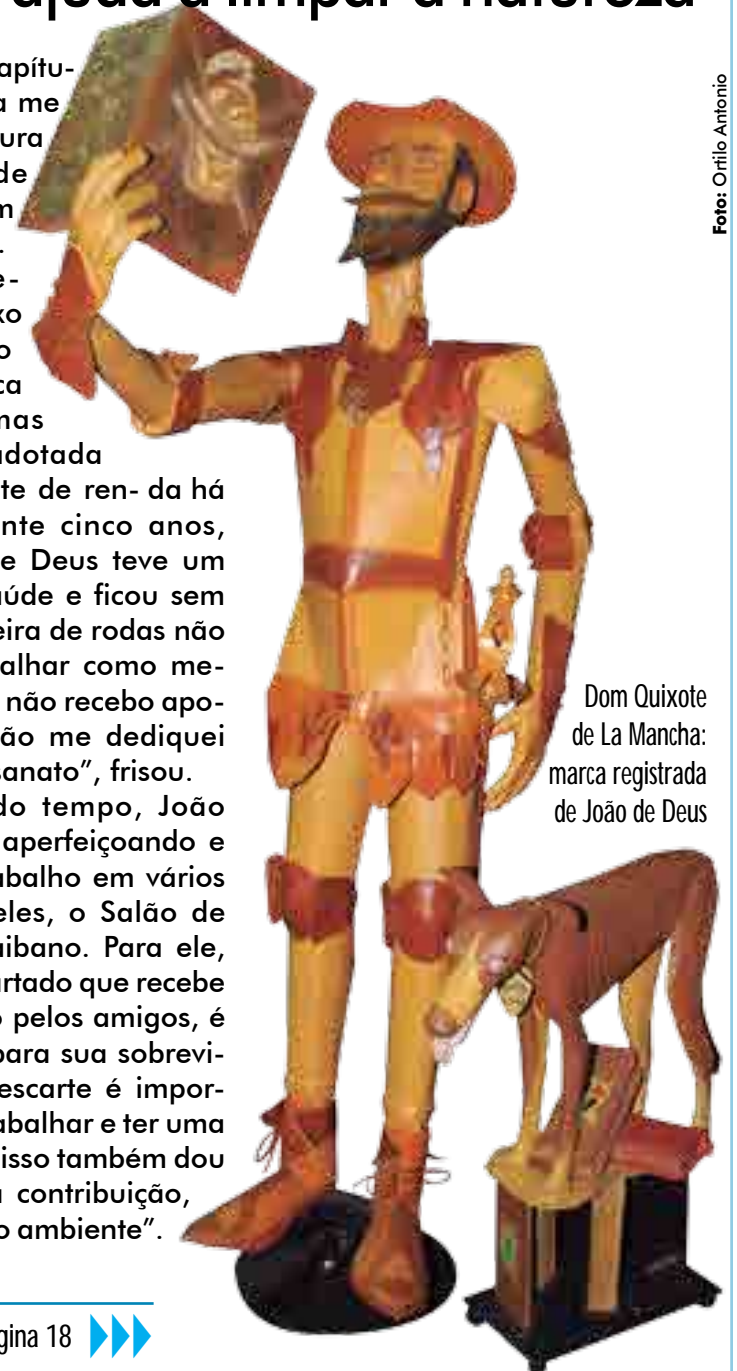 ajuda a limpar a natureza
apítu-
a me
ura
de
m
.
e-
xo
o
ca
mas
adotada
te de ren- da há
nte cinco anos,
e Deus teve um
aúde e ficou sem
eira de rodas não
alhar como me-
não recebo apo-
ão me dediquei
sanato”, frisou.
do tempo, João
aperfeiçoando e
abalho em vários
eles, o Salão de
aibano. Para ele,
artado que recebe
o pelos amigos, é
para sua sobrevi-
escarte é impor-
abalhar e ter uma
isso também dou
a contribuição,
o ambiente”.
gina 18
Foto: Ortilo Antonio
Dom Quixote
de La Mancha:
marca registrada
de João de Deus